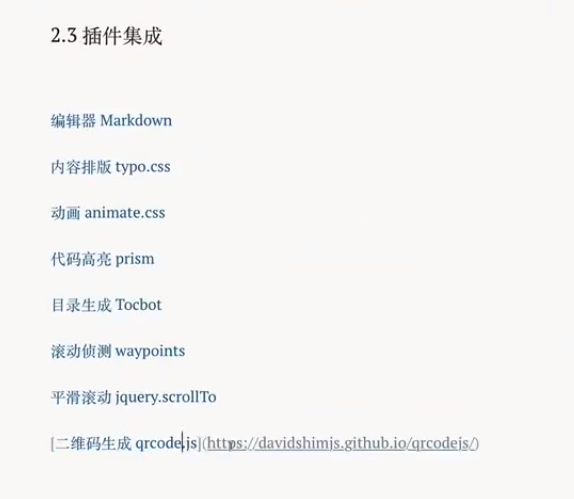 2.3 插件集成
编辑器 Markdown
内容排版 typo.css
动画 animate.css
代码高亮 prism
目录生成 Tocbot
滚动侦测 waypoints
平滑滚动 jquery.scrollTo
[二维码生成 qrcode.js](https://davidshimjs.github.io/qrcodejs/)